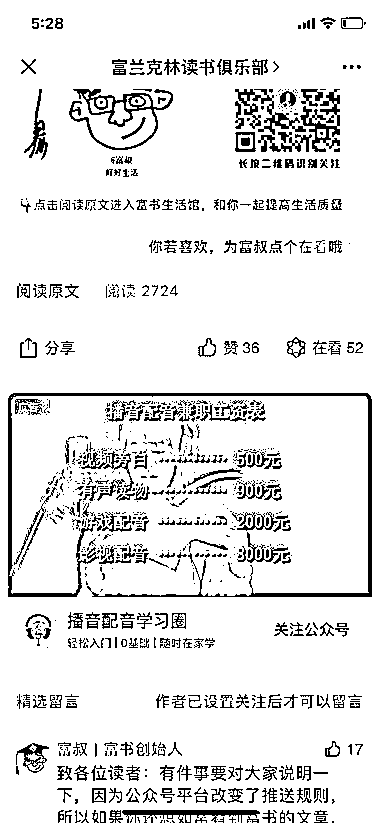 5:28
富兰克林读书俱乐部
富叔
好好生活
长按二维码识别关注
点击阅读原文进入富书生活馆，和你一起提高生活质量
你若喜欢，为富叔点个在看哦
阅读原文 阅读 2724
分享 赞 36 在看 52
播音配音兼职工资表
视频旁白 500元
有声读物 900元
游戏配音 2000元
影视配音 8000元
播音配音学习圈
轻松入门 | 0基础 | 随时在家学
关注公众号
精选留言 作者已设置关注后才可以留言
富叔 | 富书创始人 17
致各位读者：有件事要对大家说明一
下，因为公众号平台改变了推送规则，
所以如果你还想如常看到富书的文章，